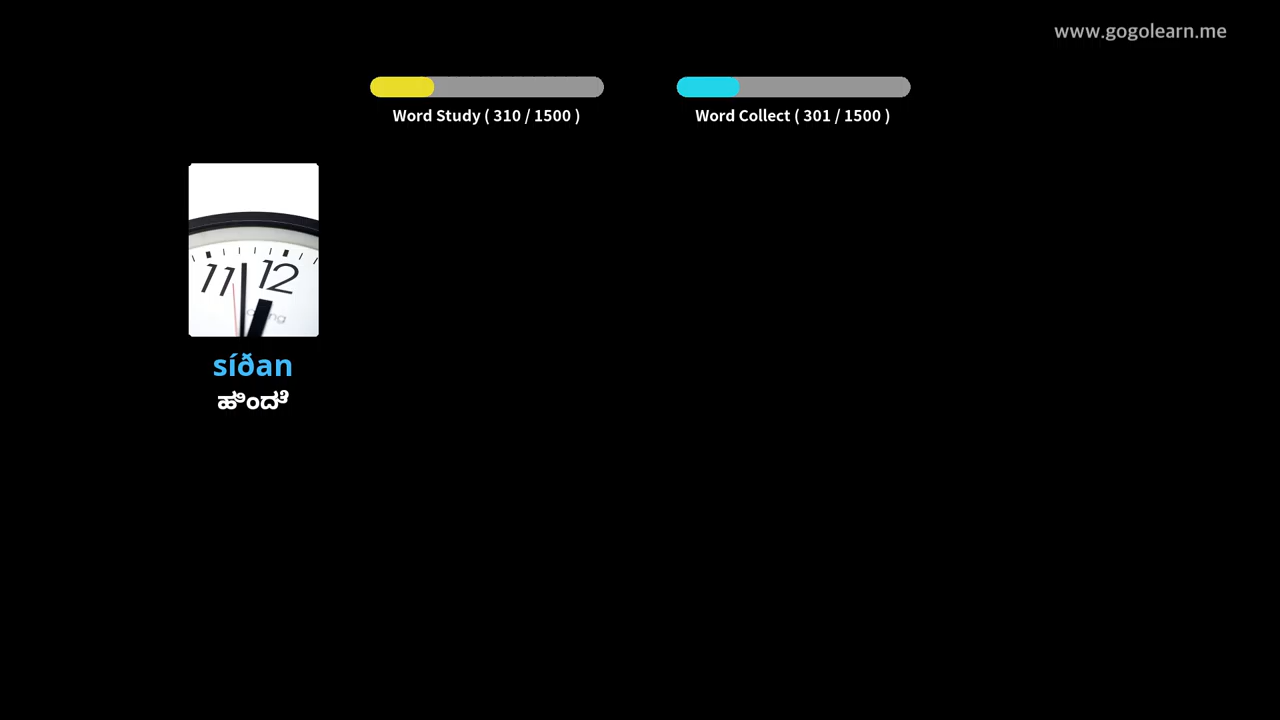 www.gogolearn.me
Word Study ( 310 / 1500 )
Word Collect ( 301 / 1500 )
11 12
síðan
ಹಿಂದೆ